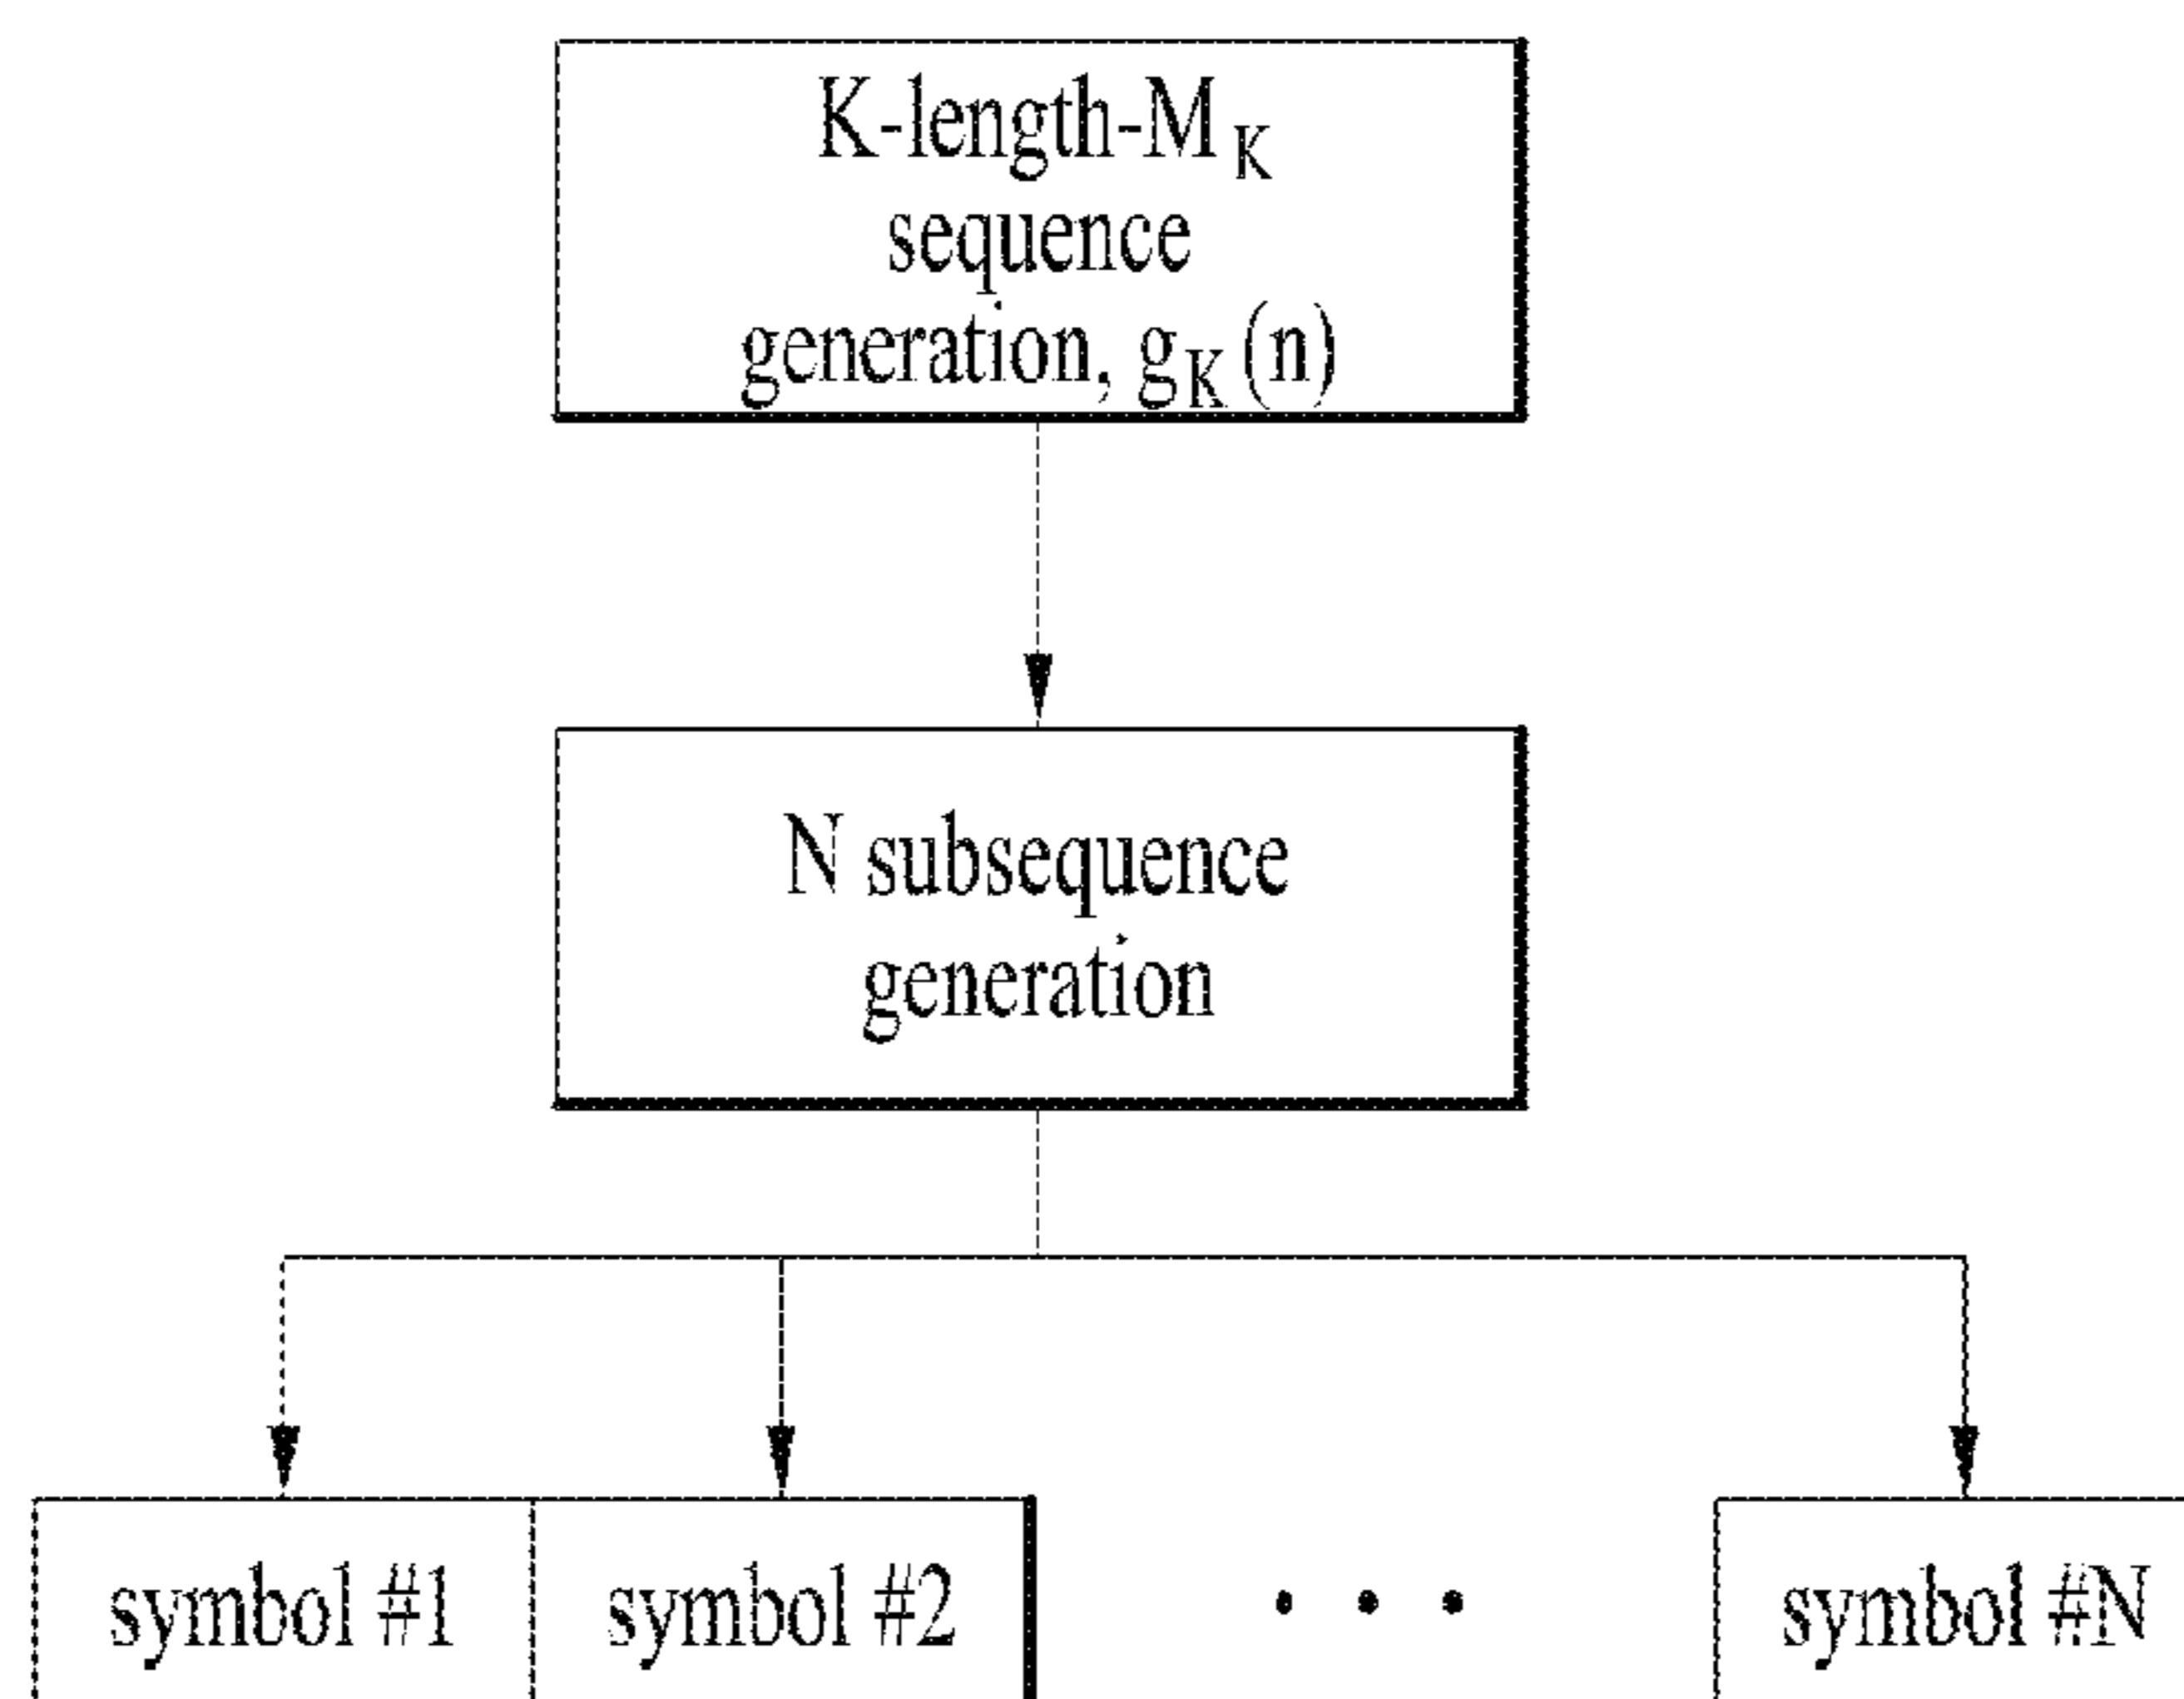 K-length-M_K
sequence
generation, g_K(n)
N subsequence
generation
symbol #1 symbol #2 • • • symbol #N